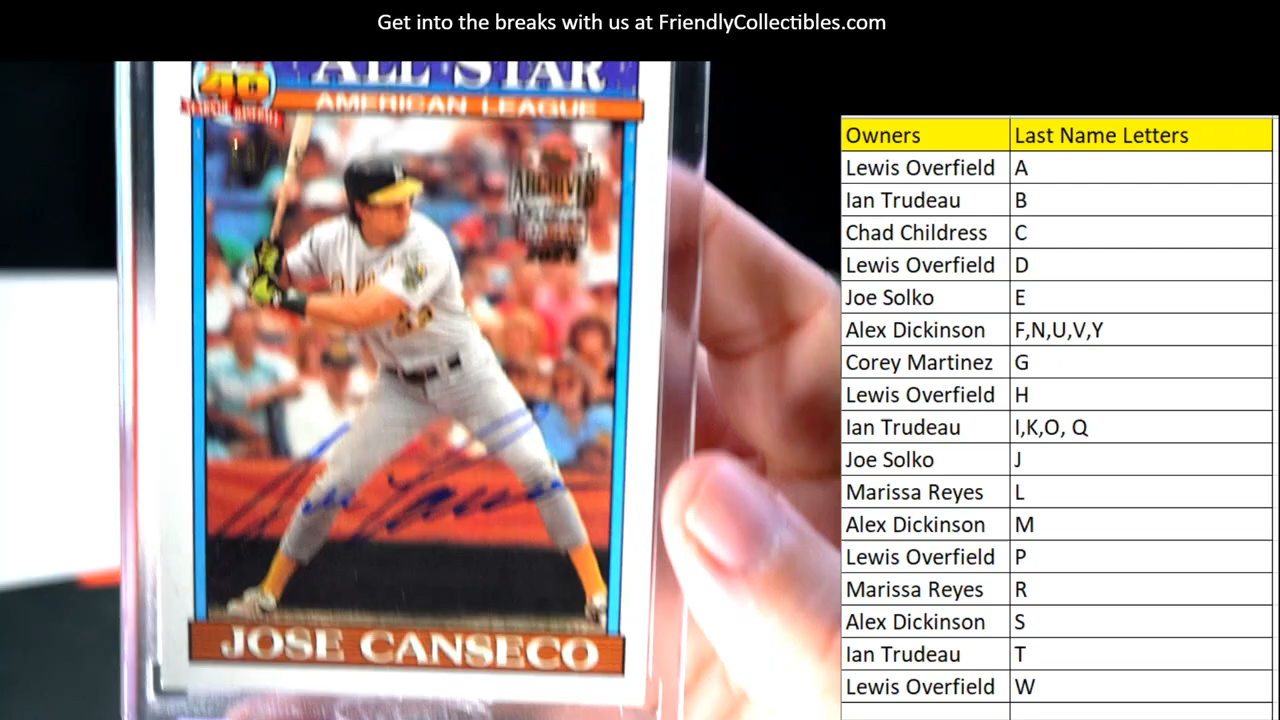 Get into the breaks with us at FriendlyCollectibles.com
ALL STAR
40
AMERICAN LEAGUE
ARCHIVES
2023
JOSE CANSECO
Owners Last Name Letters
Lewis Overfield A
Ian Trudeau B
Chad Childress C
Lewis Overfield D
Joe Solko E
Alex Dickinson F,N,U,V,Y
Corey Martinez G
Lewis Overfield H
Ian Trudeau I,K,O, Q
Joe Solko J
Marissa Reyes L
Alex Dickinson M
Lewis Overfield P
Marissa Reyes R
Alex Dickinson S
Ian Trudeau T
Lewis Overfield W